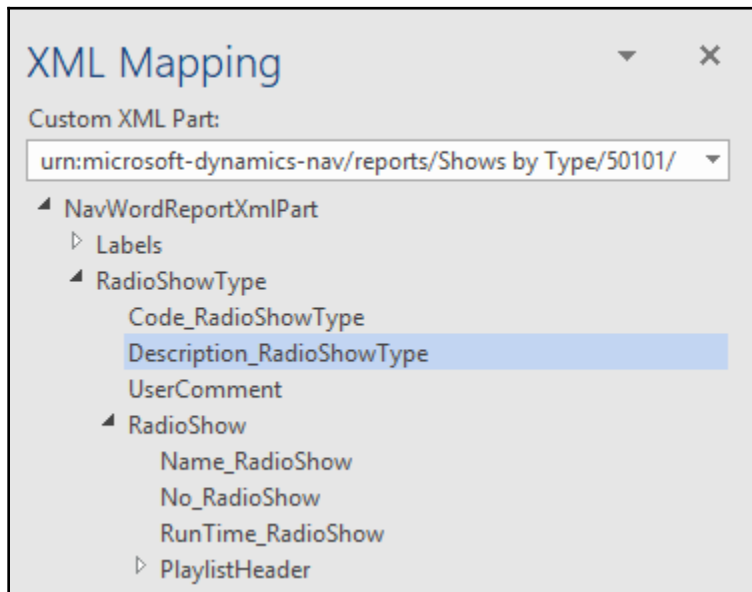 XML Mapping
Custom XML Part:
urn:microsoft-dynamics-nav/reports/Shows by Type/50101/
NavWordReportXmlPart
Labels
RadioShowType
Code_RadioShowType
Description_RadioShowType
UserComment
RadioShow
Name_RadioShow
No_RadioShow
RunTime_RadioShow
PlaylistHeader